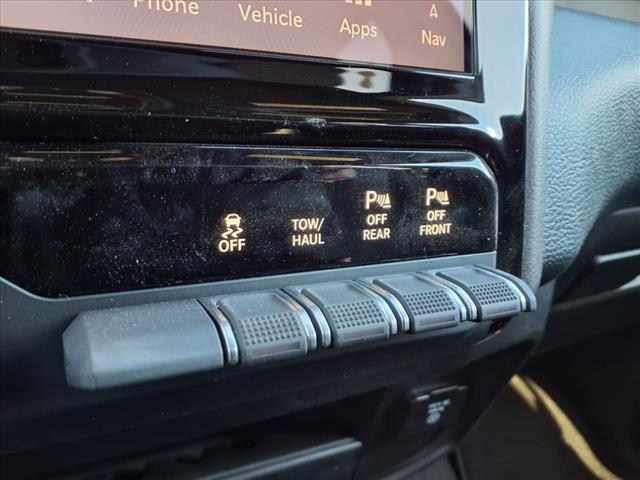 Phone
Vehicle
Apps
Nav
OFF
TOW/
HAUL
P
OFF
REAR
P
OFF
FRONT